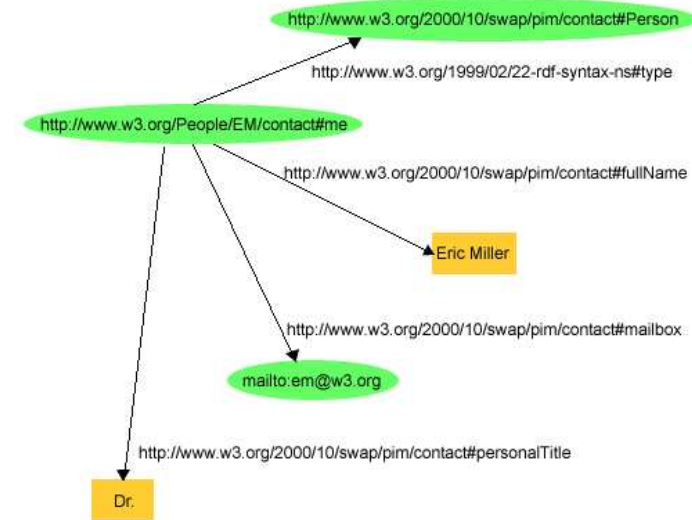 http://www.w3.org/2000/10/swap/pim/contact#Person
http://www.w3.org/1999/02/22-rdf-syntax-ns#type
http://www.w3.org/People/EM/contact#me
http://www.w3.org/2000/10/swap/pim/contact#fullName
Eric Miller
http://www.w3.org/2000/10/swap/pim/contact#mailbox
mailto:em@w3.org
http://www.w3.org/2000/10/swap/pim/contact#personalTitle
Dr.